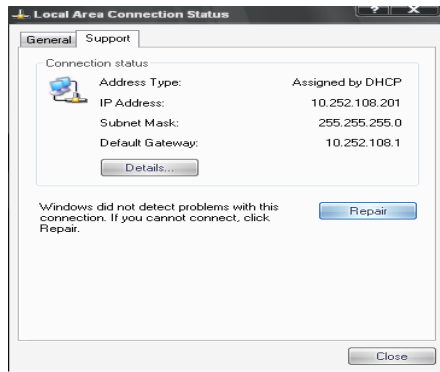 Local Area Connection Status
? X
General Support
Connection status
Address Type: Assigned by DHCP
IP Address: 10.252.108.201
Subnet Mask: 255.255.255.0
Default Gateway: 10.252.108.1
Details...
Windows did not detect problems with this
connection. If you cannot connect, click
Repair.
Repair
Close